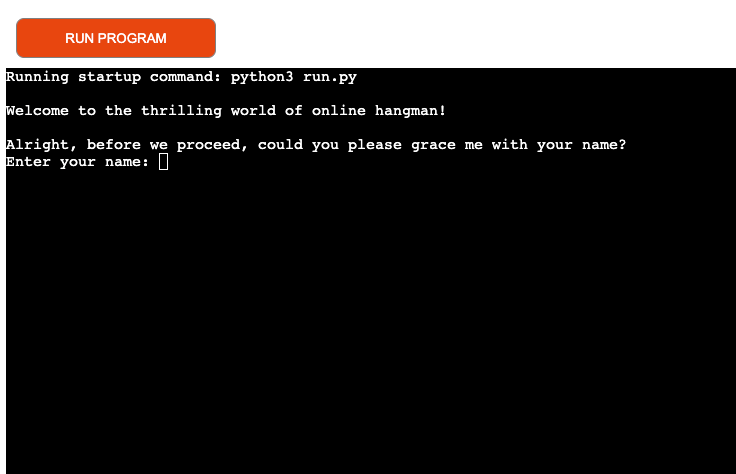 RUN PROGRAM
Running startup command: python3 run.py
Welcome to the thrilling world of online hangman!
Alright, before we proceed, could you please grace me with your name?
Enter your name: